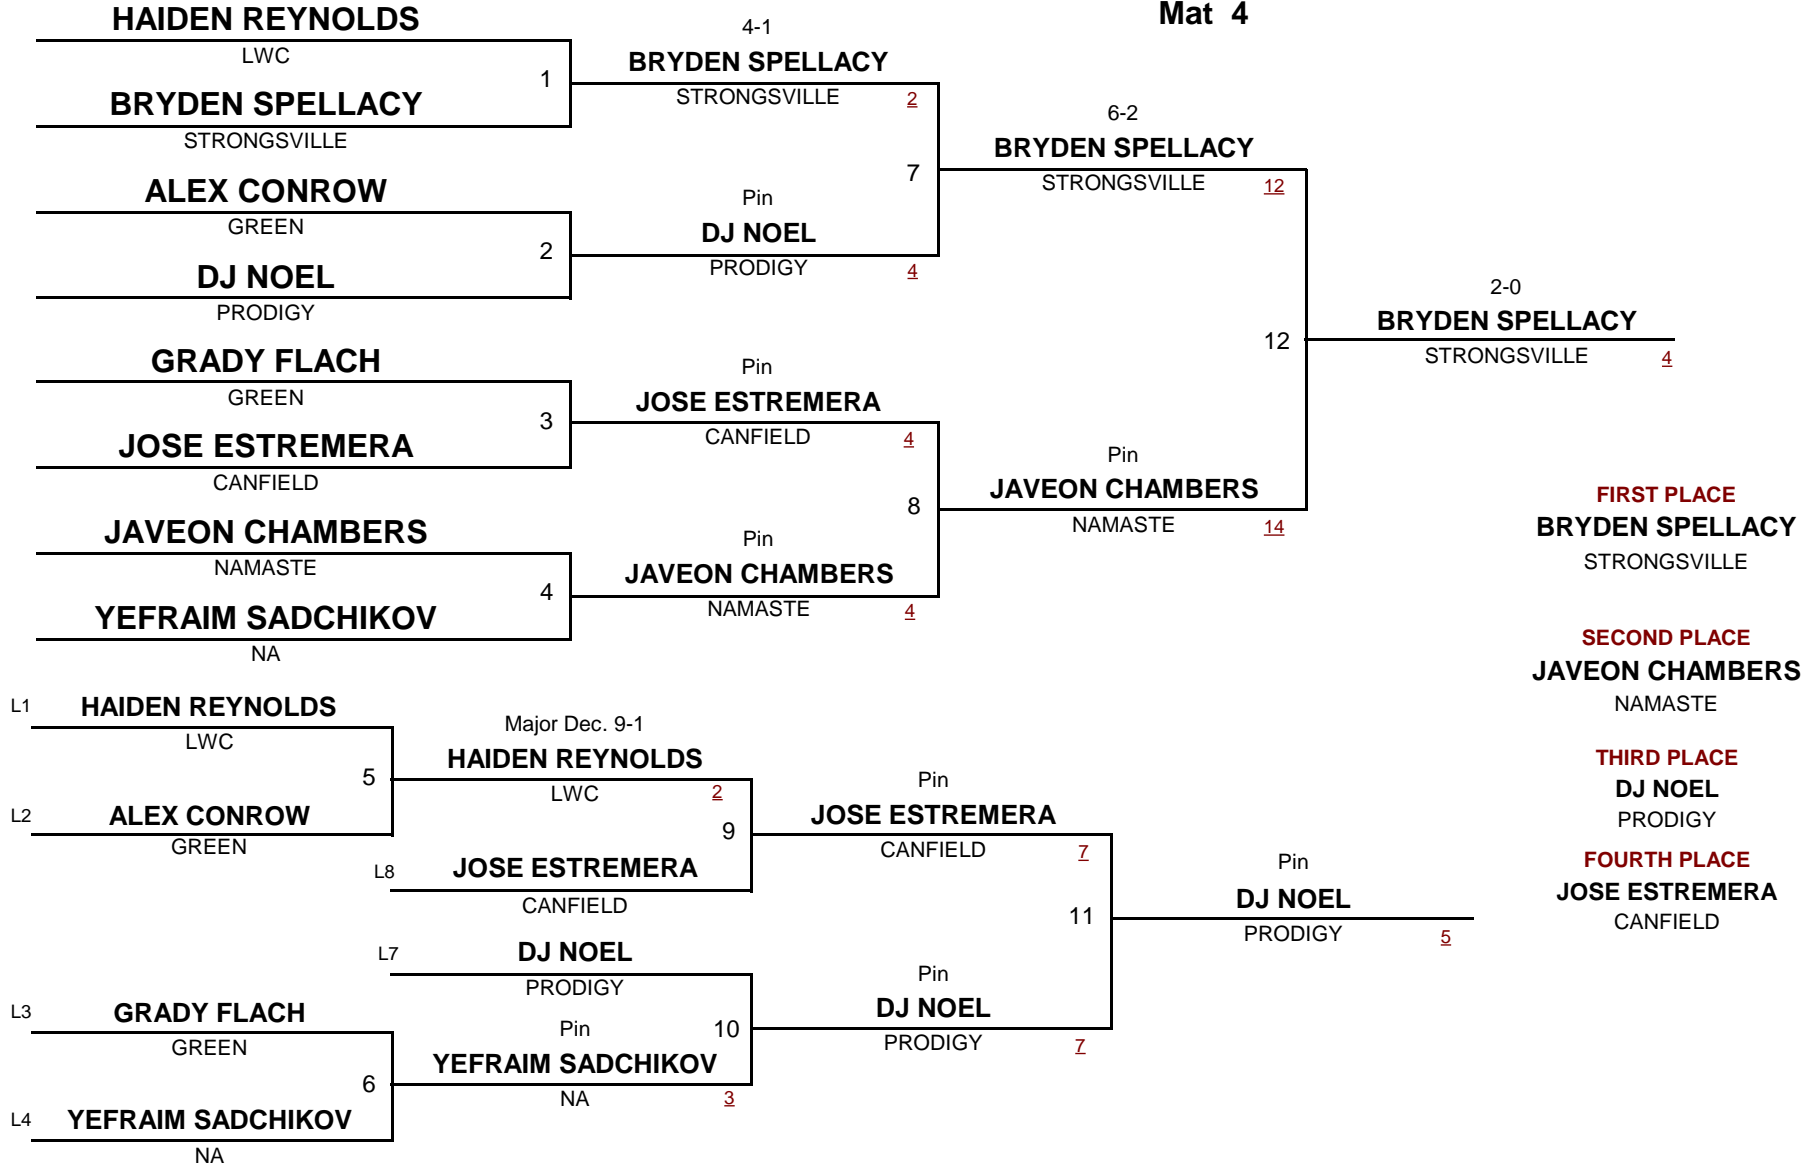 Mat 4
HAIDEN REYNOLDS
LWC
1
BRYDEN SPELLACY
STRONGSVILLE
ALEX CONROW
GREEN
2
DJ NOEL
PRODIGY
GRADY FLACH
GREEN
3
JOSE ESTREMERA
CANFIELD
JAVEON CHAMBERS
NAMASTE
4
YEFRAIM SADCHIKOV
NA
4-1
BRYDEN SPELLACY
STRONGSVILLE 2
7
Pin
DJ NOEL
PRODIGY 4
Pin
JOSE ESTREMERA
CANFIELD 4
8
Pin
JAVEON CHAMBERS
NAMASTE 4
6-2
BRYDEN SPELLACY
STRONGSVILLE 12
12
Pin
JAVEON CHAMBERS
NAMASTE 14
2-0
BRYDEN SPELLACY
STRONGSVILLE 4
FIRST PLACE
BRYDEN SPELLACY
STRONGSVILLE
SECOND PLACE
JAVEON CHAMBERS
NAMASTE
THIRD PLACE
DJ NOEL
PRODIGY
FOURTH PLACE
JOSE ESTREMERA
CANFIELD
L1 HAIDEN REYNOLDS
LWC
5
L2 ALEX CONROW
GREEN
L3 GRADY FLACH
GREEN
6
L4 YEFRAIM SADCHIKOV
NA
Major Dec. 9-1
HAIDEN REYNOLDS
LWC 2
9
L8 JOSE ESTREMERA
CANFIELD
L7 DJ NOEL
PRODIGY
Pin 10
YEFRAIM SADCHIKOV
NA 3
Pin
JOSE ESTREMERA
CANFIELD 7
11
Pin
DJ NOEL
PRODIGY 7
Pin
DJ NOEL
PRODIGY 5